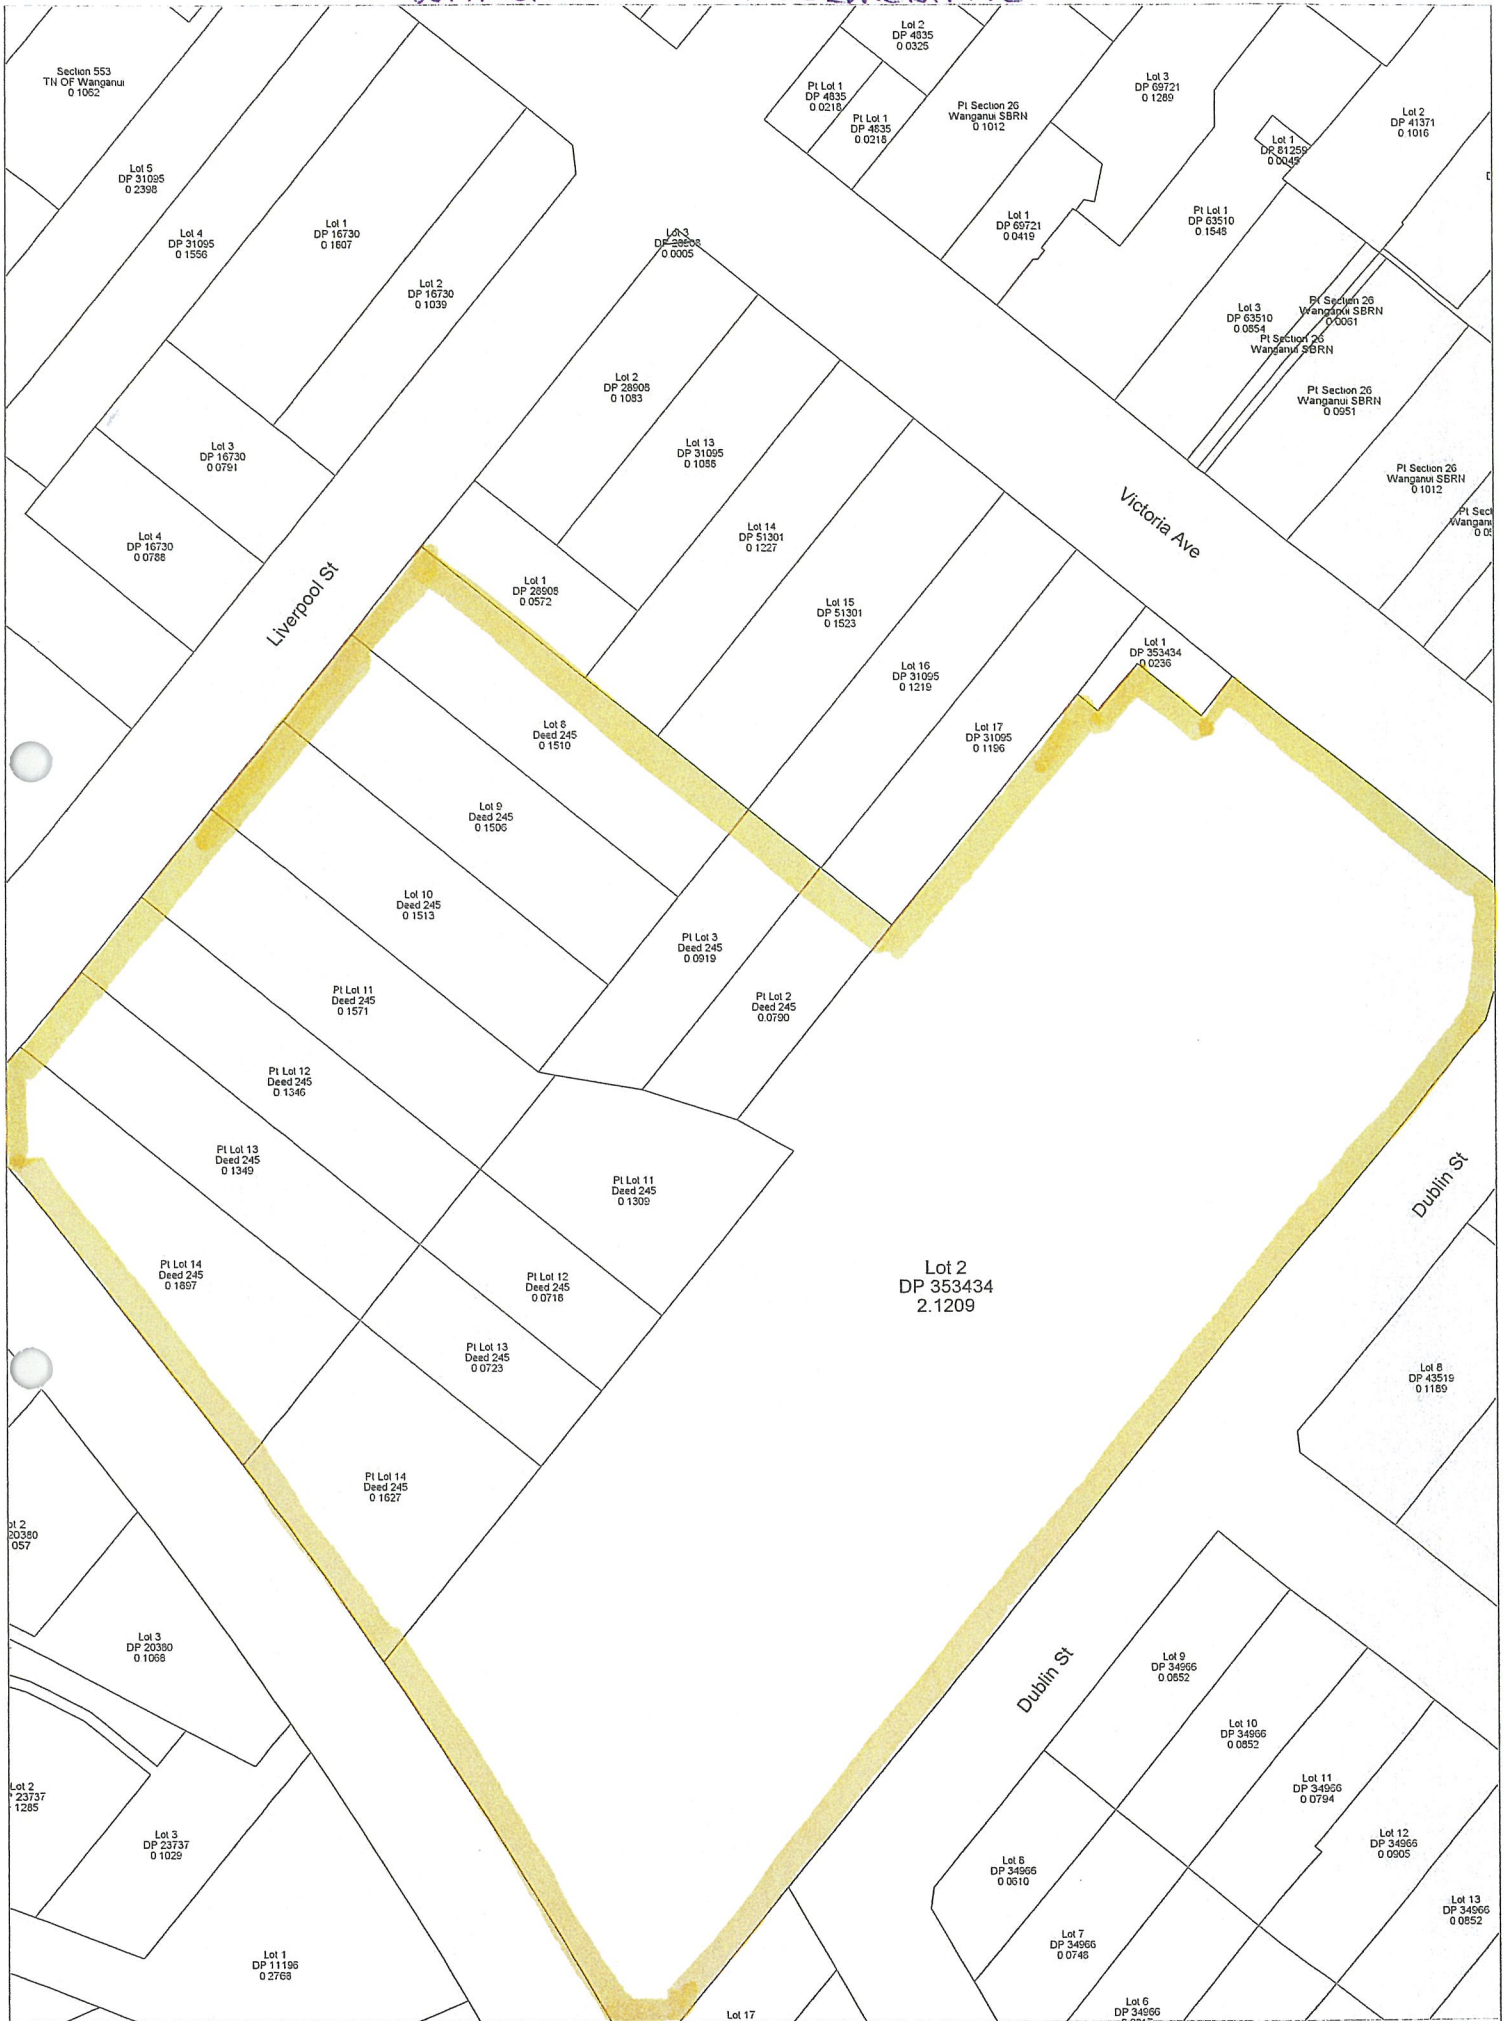 Lot 2
DP 4835
0 0325
Section 553
TN OF Wanganui
0 1062
Pt Lot 1
DP 4835
0 0218
Pt Lot 1
DP 4835
0 0218
Pt Section 26
Wanganui SBRN
0 1012
Lot 3
DP 69721
0 1289
Lot 2
DP 41371
0 1016
Lot 1
DP 81259
0 0045
Lot 5
DP 31095
0 2398
Lot 4
DP 31095
0 1556
Lot 1
DP 16730
0 1607
Lot 2
DP 16730
0 1039
Lot 3
DP 28908
0.0005
Lot 1
DP 69721
0 0419
Pt Lot 1
DP 63510
0.1548
Lot 3
DP 63510
0 0854
Pt Section 26
Wanganui SBRN
0 0061
Pt Section 26
Wanganui SBRN
Pt Section 26
Wanganui SBRN
0 0951
Pt Section 26
Wanganui SBRN
0 1012
Pt Sect
Wangan
Lot 2
DP 28908
0 1083
Lot 13
DP 31095
0 1086
Lot 3
DP 16730
0 0791
Lot 4
DP 16730
0 0788
Victoria Ave
Liverpool St
Lot 14
DP 51301
0 1227
Lot 1
DP 28908
0 0572
Lot 15
DP 51301
0 1523
Lot 16
DP 31095
0 1219
Lot 1
DP 353434
0 0236
Lot 17
DP 31095
0 1196
Lot 8
Deed 245
0 1510
Lot 9
Deed 245
0 1506
Lot 10
Deed 245
0 1513
Pt Lot 3
Deed 245
0 0919
Pt Lot 2
Deed 245
0.0790
Pt Lot 11
Deed 245
0 1571
Pt Lot 12
Deed 245
0 1346
Pt Lot 13
Deed 245
0 1349
Pt Lot 11
Deed 245
0 1309
Pt Lot 14
Deed 245
0 1697
Pt Lot 12
Deed 245
0 0718
Pt Lot 13
Deed 245
0 0723
Pt Lot 14
Deed 245
0 1627
Lot 2
DP 353434
2.1209
Dublin St
Lot 8
DP 43519
0 1189
ot 2
20380
057
Lot 3
DP 20380
0 1068
Dublin St
Lot 9
DP 34966
0 0852
Lot 10
DP 34966
0 0852
Lot 11
DP 34966
0 0794
Lot 12
DP 34966
0 0905
Lot 2
23737
1285
Lot 3
DP 23737
0 1029
Lot 8
DP 34966
0 0810
Lot 13
DP 34966
0 0852
Lot 7
DP 34966
0 0748
Lot 1
DP 11196
0 2768
Lot 6
DP 34966
Lot 17